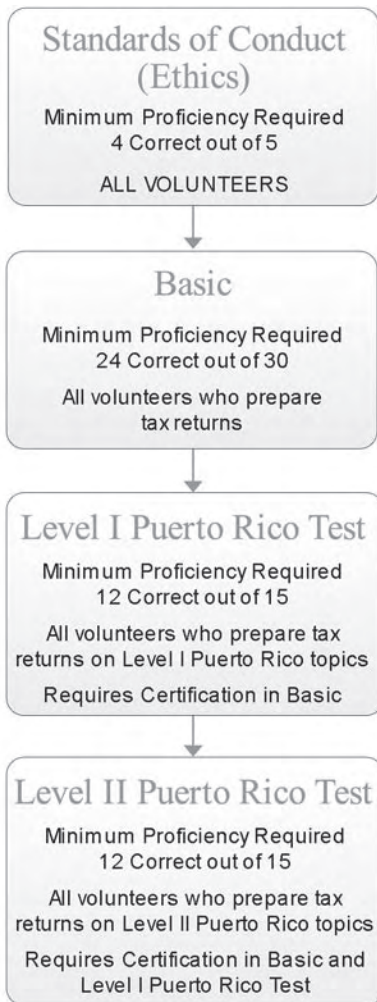 Standards of Conduct
(Ethics)
Minimum Proficiency Required
4 Correct out of 5
ALL VOLUNTEERS
Basic
Minimum Proficiency Required
24 Correct out of 30
All volunteers who prepare
tax returns
Level I Puerto Rico Test
Minimum Proficiency Required
12 Correct out of 15
All volunteers who prepare tax
returns on Level I Puerto Rico topics
Requires Certification in Basic
Level II Puerto Rico Test
Minimum Proficiency Required
12 Correct out of 15
All volunteers who prepare tax
returns on Level II Puerto Rico topics
Requires Certification in Basic and
Level I Puerto Rico Test